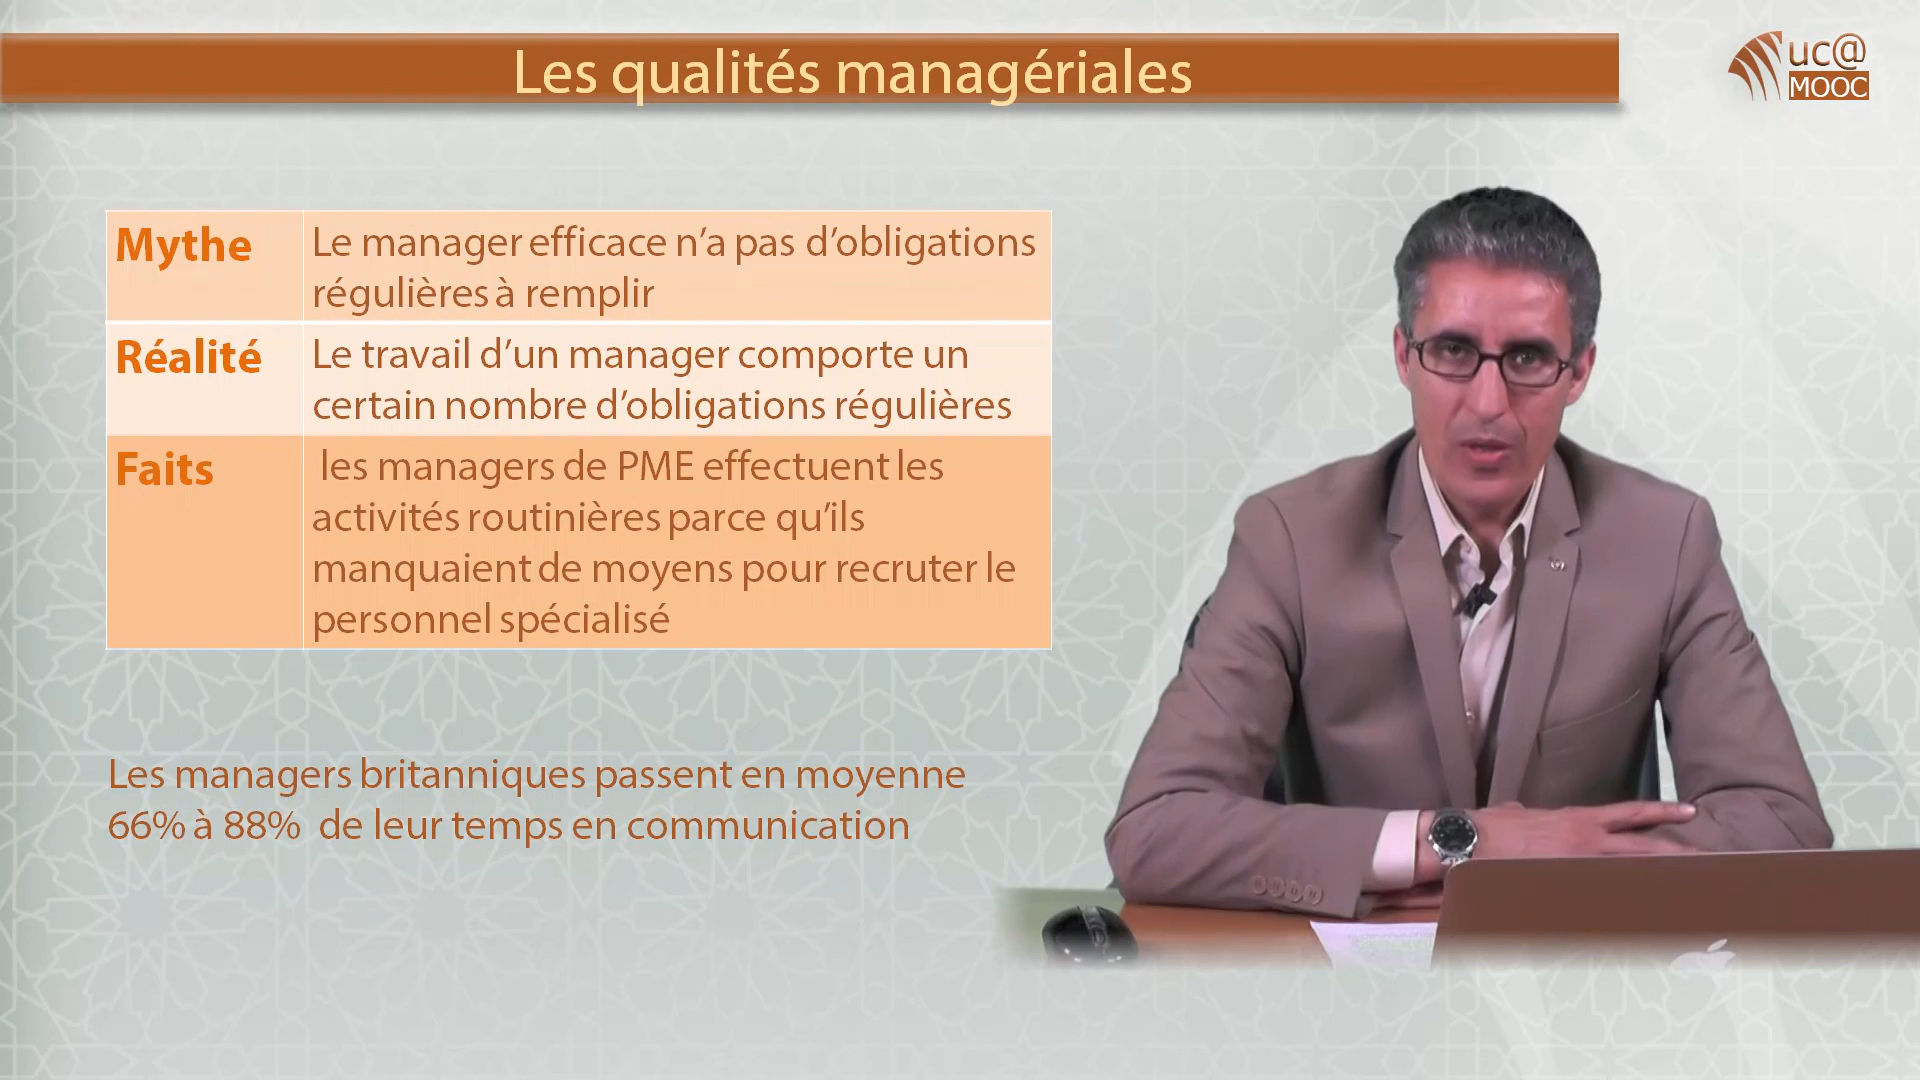 Les qualités managériales
uc@
MOOC
Mythe
Le manager efficace n’a pas d’obligations
régulières à remplir
Réalité
Le travail d’un manager comporte un
certain nombre d’obligations régulières
Faits
les managers de PME effectuent les
activités routinières parce qu’ils
manquaient de moyens pour recruter le
personnel spécialisé
Les managers britanniques passent en moyenne
66% à 88% de leur temps en communication